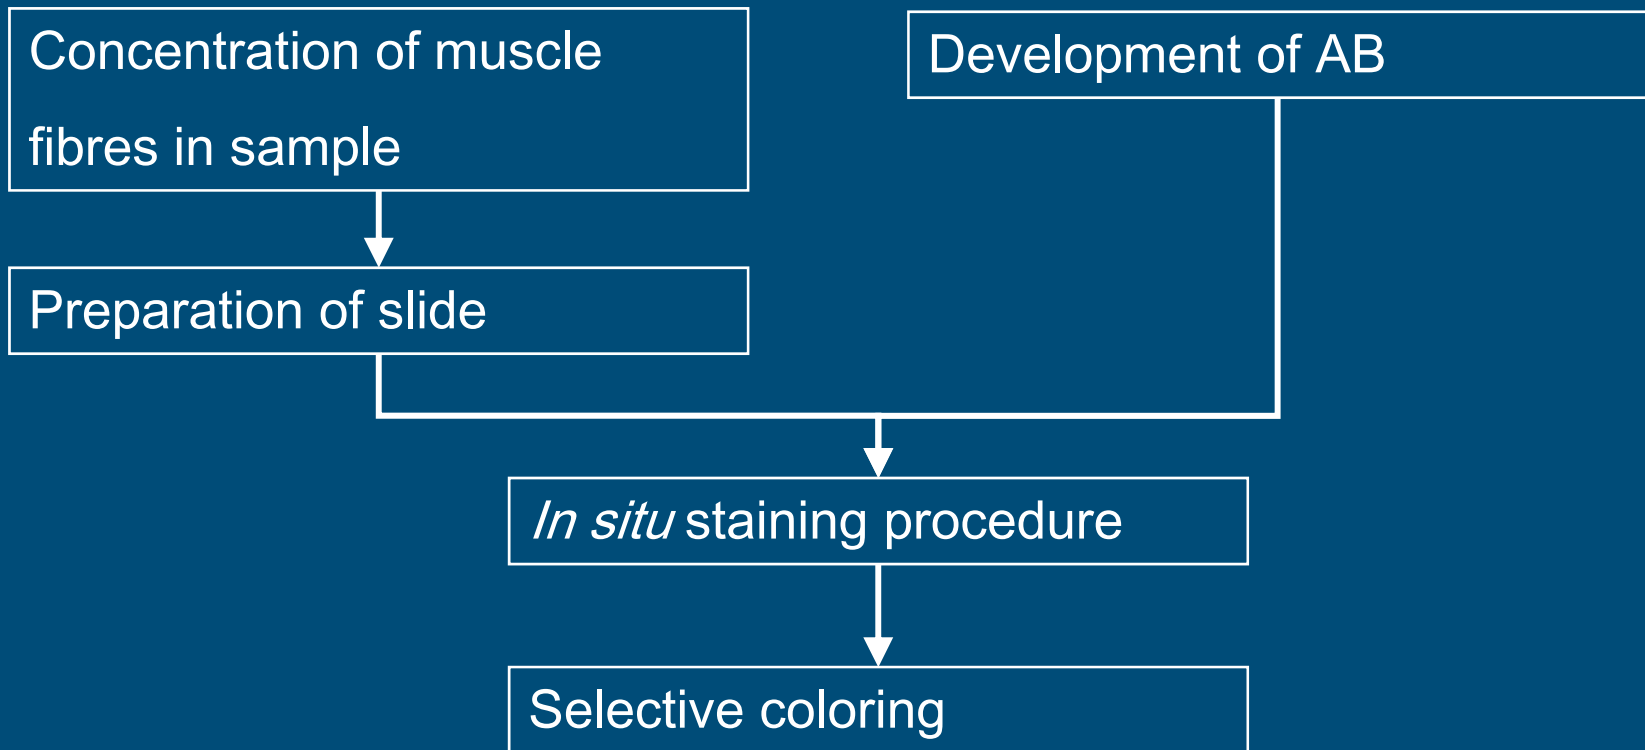 Concentration of muscle
fibres in sample
Development of AB
Preparation of slide
In situ staining procedure
Selective coloring